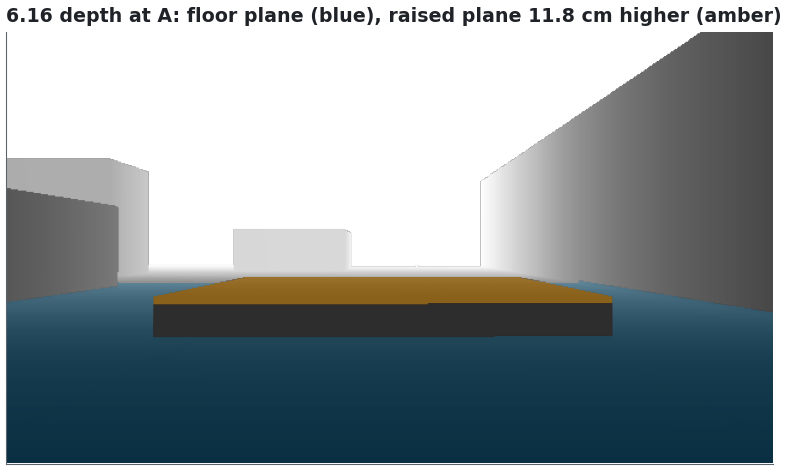 6.16 depth at A: floor plane (blue), raised plane 11.8 cm higher (amber)